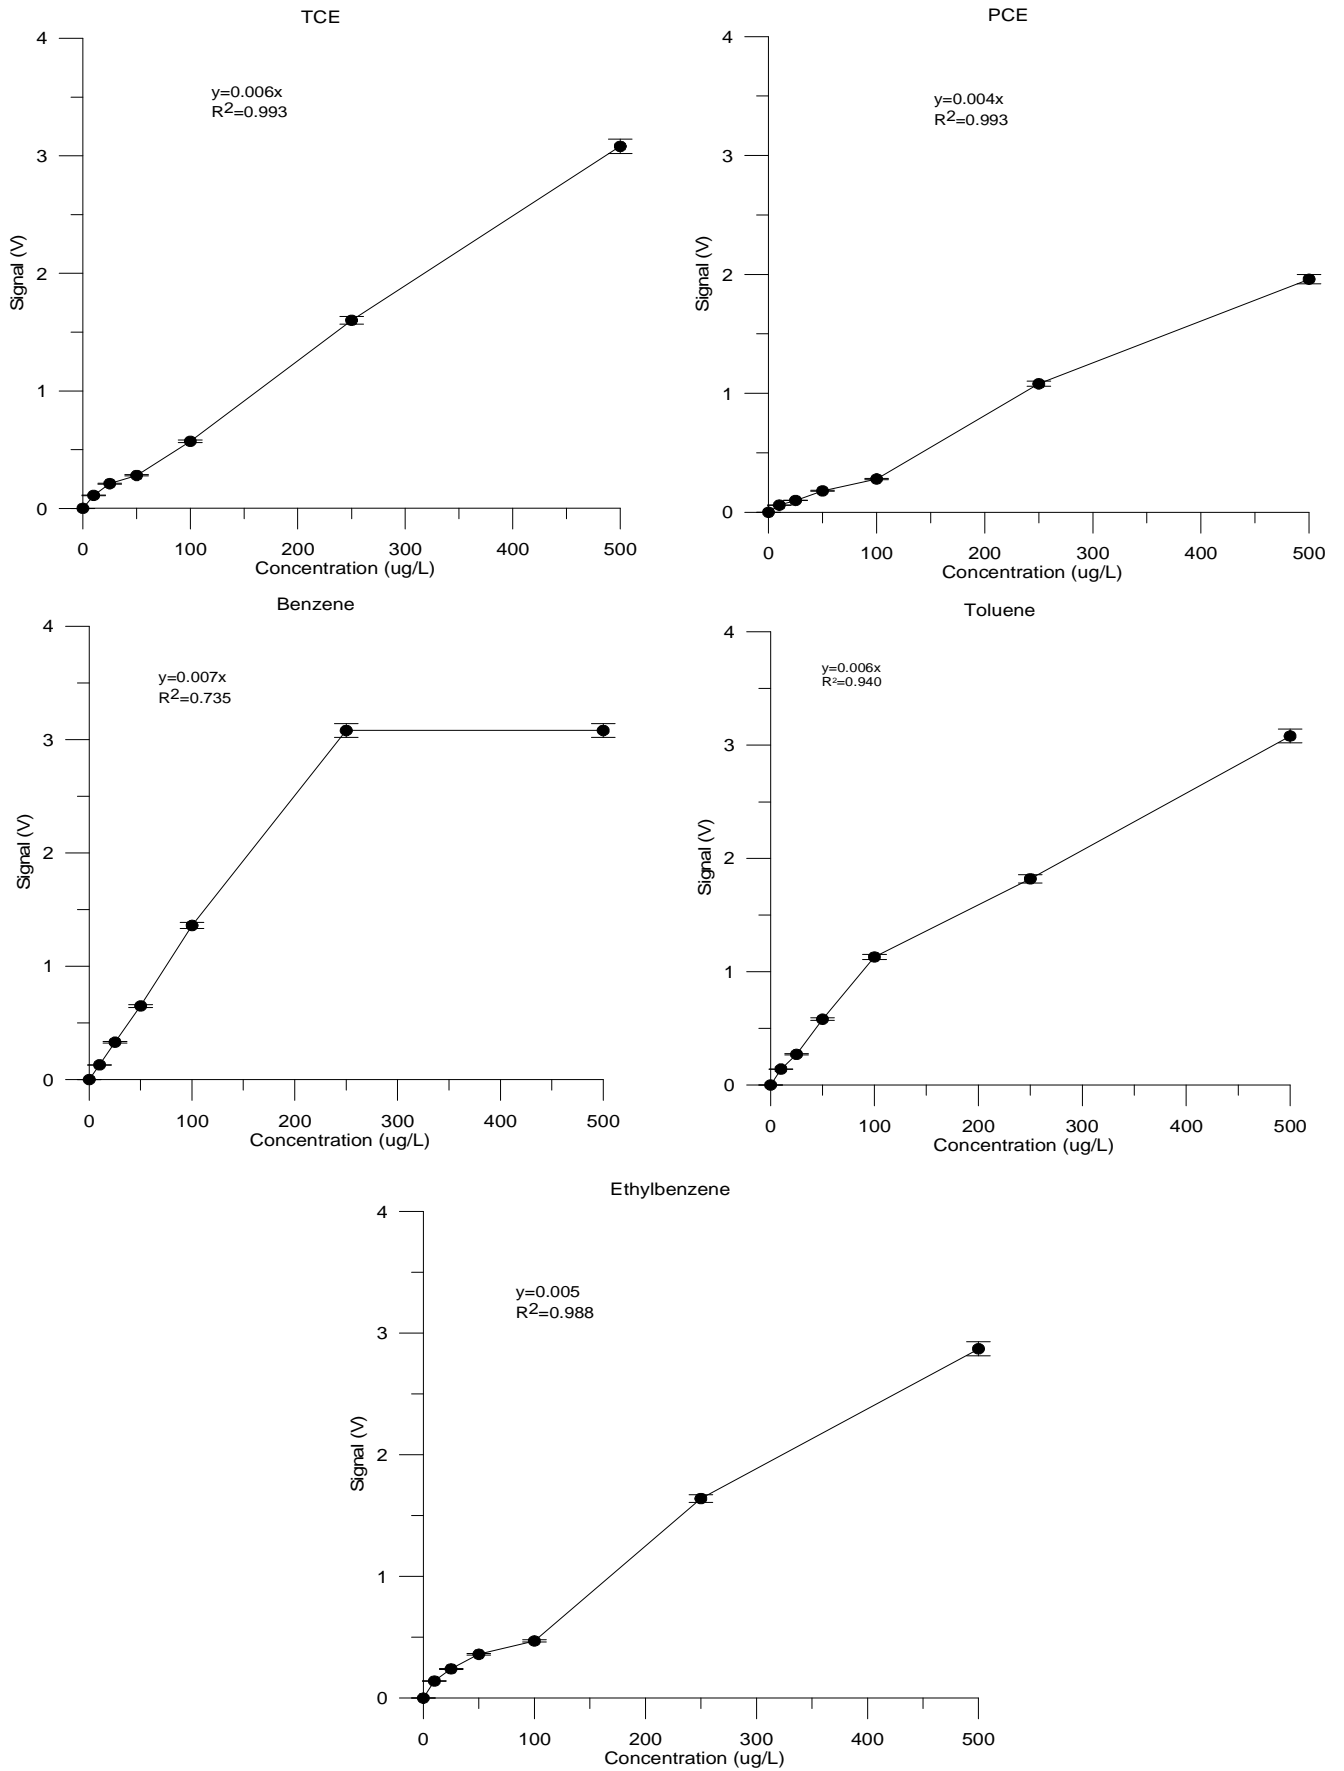 TCE
4
3
2
1
0
Signal (V)
y=0.006x
R2=0.993
0 100 200 300 400 500
Concentration (ug/L)
PCE
4
3
2
1
0
Signal (V)
y=0.004x
R2=0.993
0 100 200 300 400 500
Concentration (ug/L)
Benzene
4
3
2
1
0
Signal (V)
y=0.007x
R2=0.735
0 100 200 300 400 500
Concentration (ug/L)
Toluene
4
3
2
1
0
Signal (V)
y=0.006x
R²=0.940
0 100 200 300 400 500
Concentration (ug/L)
Ethylbenzene
4
3
2
1
0
Signal (V)
y=0.005
R2=0.988
0 100 200 300 400 500
Concentration (ug/L)